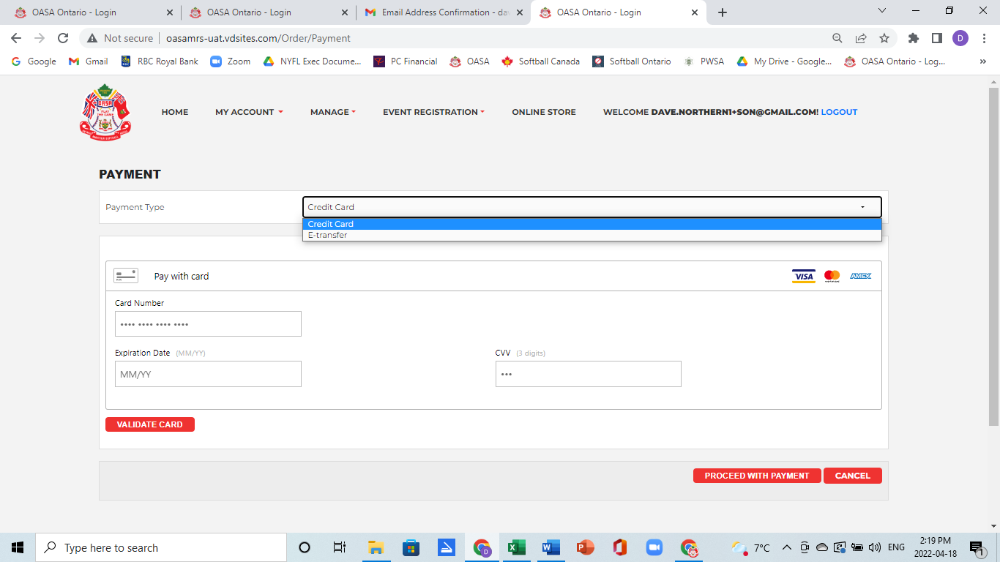 OASA Ontario - Login
OASA Ontario - Login
Email Address Confirmation - da
OASA Ontario - Login
Not secure
oasamrs-uat.vdsites.com/Order/Payment
D
Google
Gmail
RBC Royal Bank
Zoom
NYFL Exec Docume...
PC Financial
OASA
Softball Canada
Softball Ontario
PWSA
My Drive - Google...
OASA Ontario - Log...
»
OASA
PLAY THE GAME
HOME
MY ACCOUNT
MANAGE
EVENT REGISTRATION
ONLINE STORE
WELCOME DAVE.NORTHERN1+SON@GMAIL.COM! LOGOUT
PAYMENT
Payment Type
Credit Card
Credit Card
E-transfer
Pay with card
VISA
AMEX
Card Number
•••• •••• •••• ••••
Expiration Date (MM/YY)
CVV (3 digits)
MM/YY
•••
VALIDATE CARD
PROCEED WITH PAYMENT
CANCEL
Type here to search
7°C
ENG
2:19 PM
2022-04-18
1